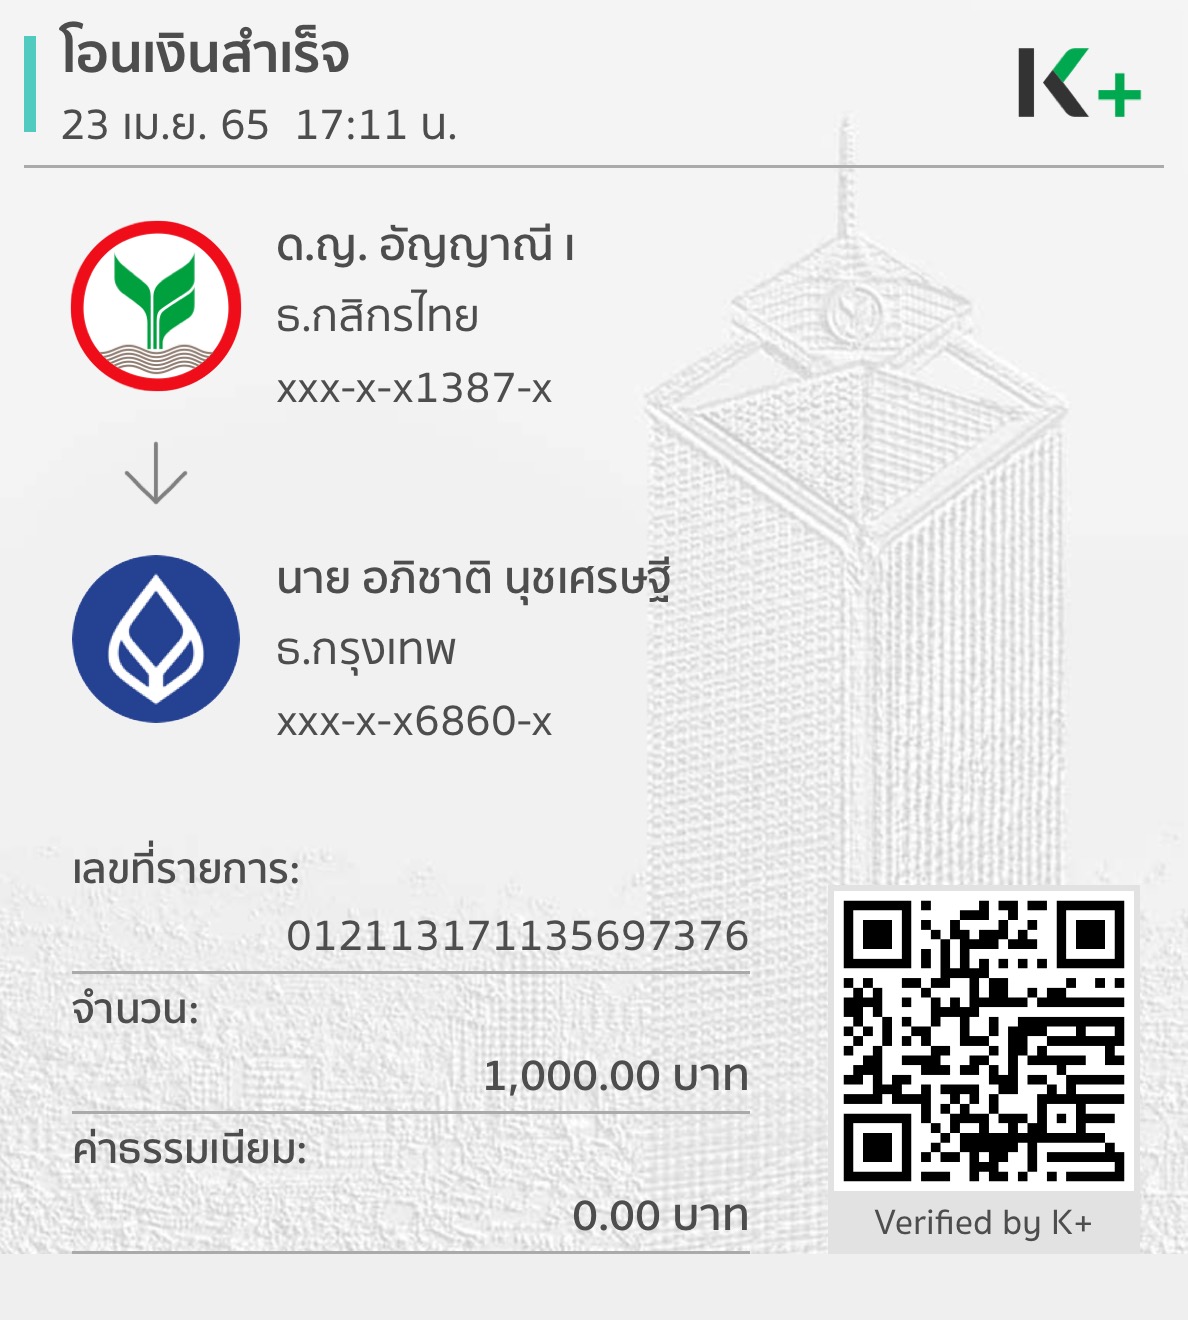 โอนเงินสำเร็จ
23 เม.ย. 65 17:11 น.
K+
ด.ญ. อัญญาณี เ
ธ.กสิกรไทย
xxx-x-x1387-x
นาย อภิชาติ นุชเศรษฐี
ธ.กรุงเทพ
xxx-x-x6860-x
เลขที่รายการ:
012113171135697376
จำนวน:
1,000.00 บาท
ค่าธรรมเนียม:
0.00 บาท
Verified by K+